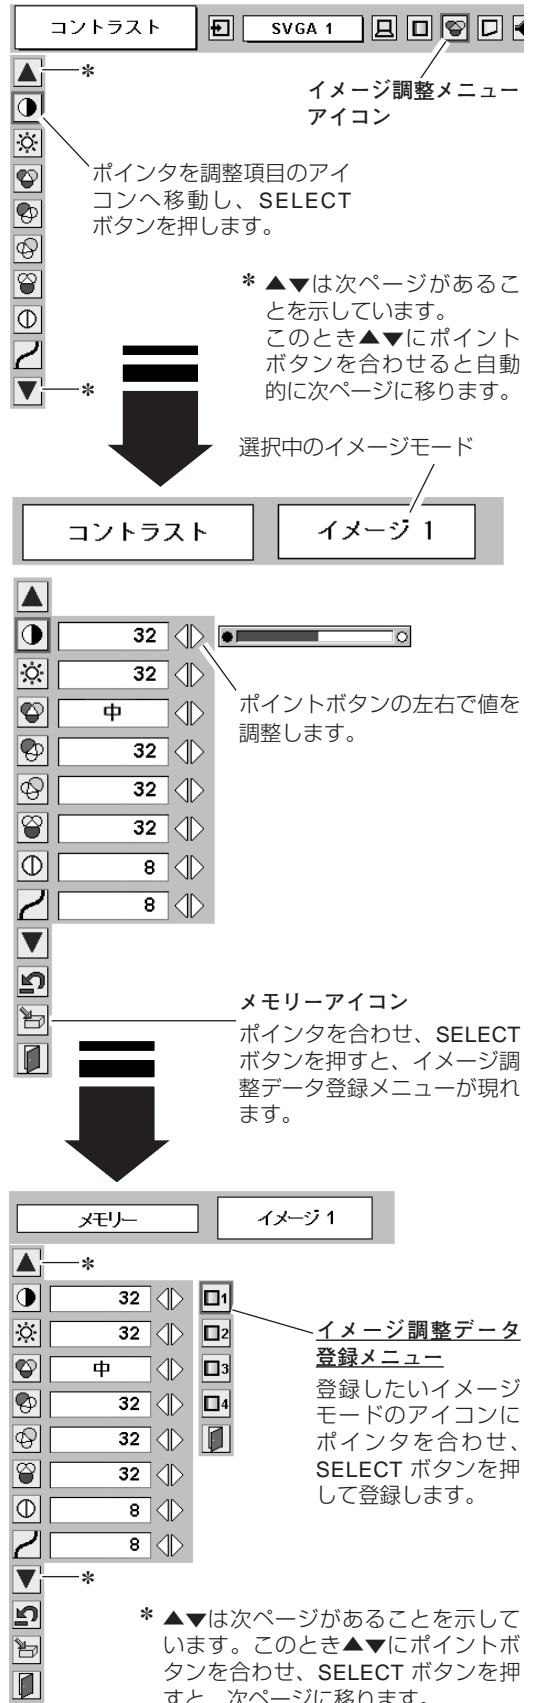 コントラスト
SVGA 1
＊
イメージ調整メニュー
アイコン
ポインタを調整項目のアイ
コンへ移動し、SELECT
ボタンを押します。
＊ ▲▼は次ページがあるこ
とを示しています。
このとき▲▼にポイント
ボタンを合わせると自動
的に次ページに移ります。
＊
選択中のイメージモード
コントラスト
イメージ 1
32
32
中
32
32
32
8
8
ポイントボタンの左右で値を
調整します。
メモリーアイコン
ポインタを合わせ、SELECT
ボタンを押すと、イメージ調
整データ登録メニューが現れ
ます。
メモリー
イメージ 1
＊
32
32
中
32
32
32
8
8
1
2
3
4
イメージ調整データ
登録メニュー
登録したいイメージ
モードのアイコンに
ポインタを合わせ、
SELECT ボタンを押
して登録します。
＊
＊ ▲▼は次ページがあることを示して
います。このとき▲▼にポイントボ
タンを合わせ、SELECT ボタンを押
すと、次ページに移ります。